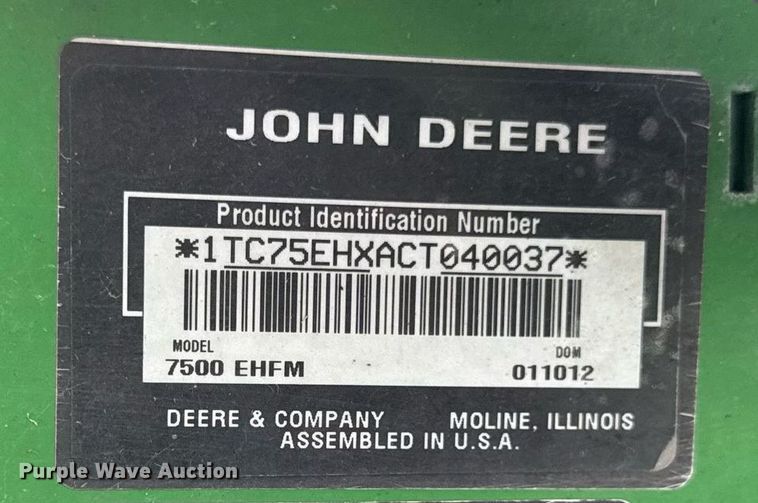 JOHN DEERE
Product Identification Number
*1TC75EHXACT040037*
MODEL DOM
7500 EHFM 011012
DEERE & COMPANY MOLINE, ILLINOIS
ASSEMBLED IN U.S.A.
Purple Wave Auction